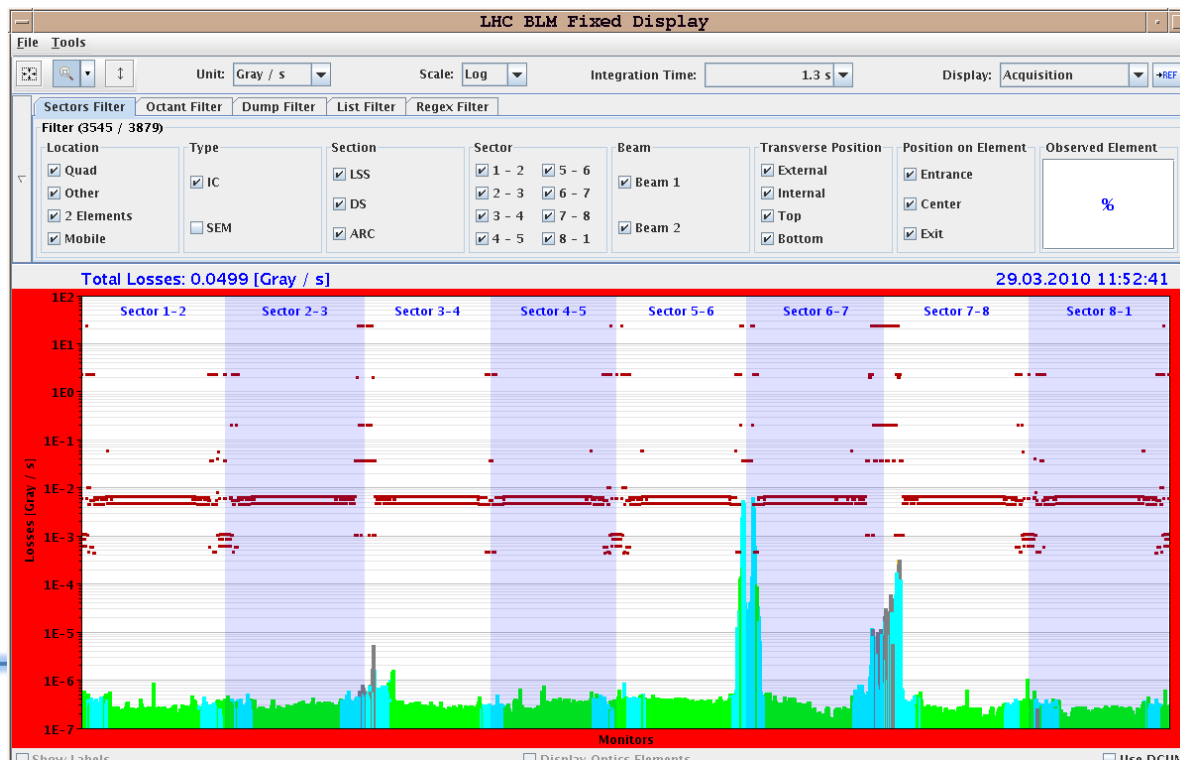 LHC BLM Fixed Display
File Tools
Unit: Gray / s Scale: Log Integration Time: 1.3 s Display: Acquisition →REF
Sectors Filter Octant Filter Dump Filter List Filter Regex Filter
Filter (3545 / 3879)
Location Type Section Sector Beam Transverse Position Position on Element Observed Element
Quad IC LSS 1 - 2 5 - 6 Beam 1 External Entrance %
Other DS 2 - 3 6 - 7 Internal Center
2 Elements SEM ARC 3 - 4 7 - 8 Beam 2 Top Exit
Mobile 4 - 5 8 - 1 Bottom
Total Losses: 0.0499 [Gray / s] 29.03.2010 11:52:41
Sector 1-2 Sector 2-3 Sector 3-4 Sector 4-5 Sector 5-6 Sector 6-7 Sector 7-8 Sector 8-1
1E2
1E1
1E0
1E-1
1E-2
1E-3
1E-4
1E-5
1E-6
1E-7
Losses [Gray / s]
Monitors
Show Labels Display Optics Elements Use DCUM